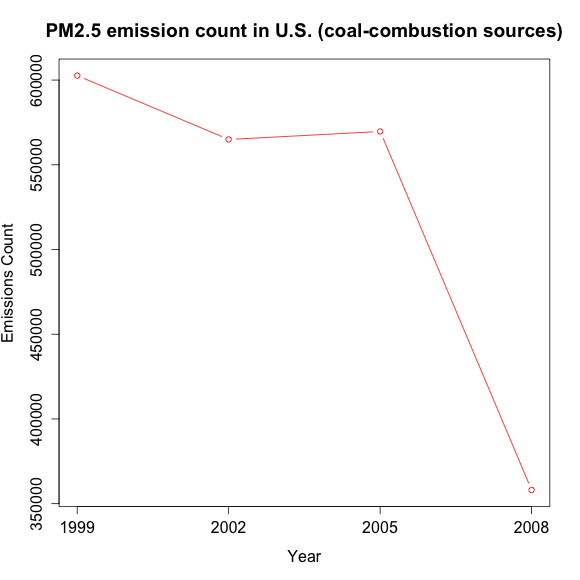 PM2.5 emission count in U.S. (coal-combustion sources)
Emissions Count
600000
550000
500000
450000
400000
350000
1999 2002 2005 2008
Year